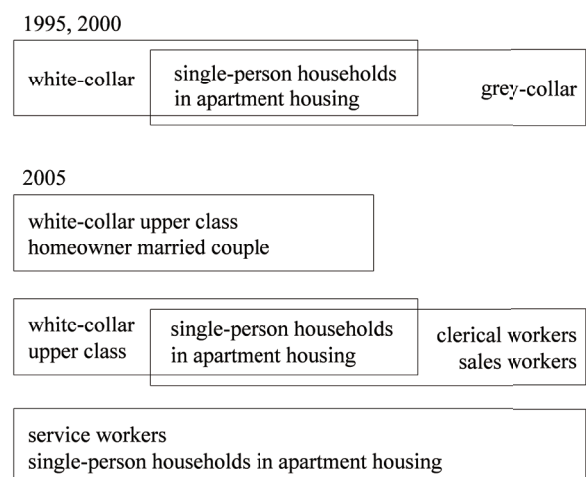 1995, 2000
white-collar
single-person households
in apartment housing
grey-collar
2005
white-collar upper class
homeowner married couple
white-collar
upper class
single-person households
in apartment housing
clerical workers
sales workers
service workers
single-person households in apartment housing